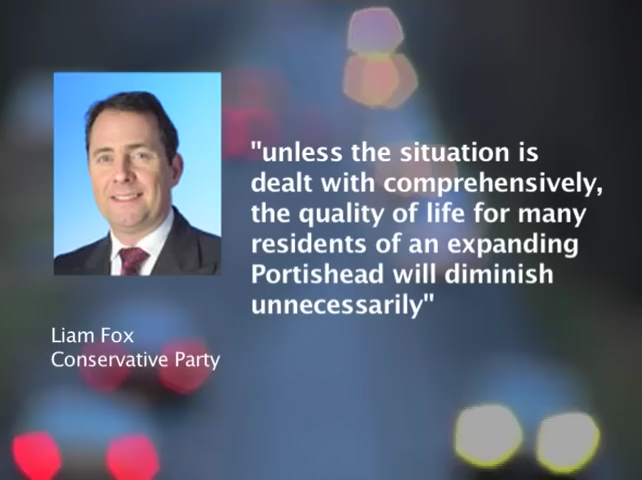 "unless the situation is
dealt with comprehensively,
the quality of life for many
residents of an expanding
Portishead will diminish
unnecessarily"
Liam Fox
Conservative Party